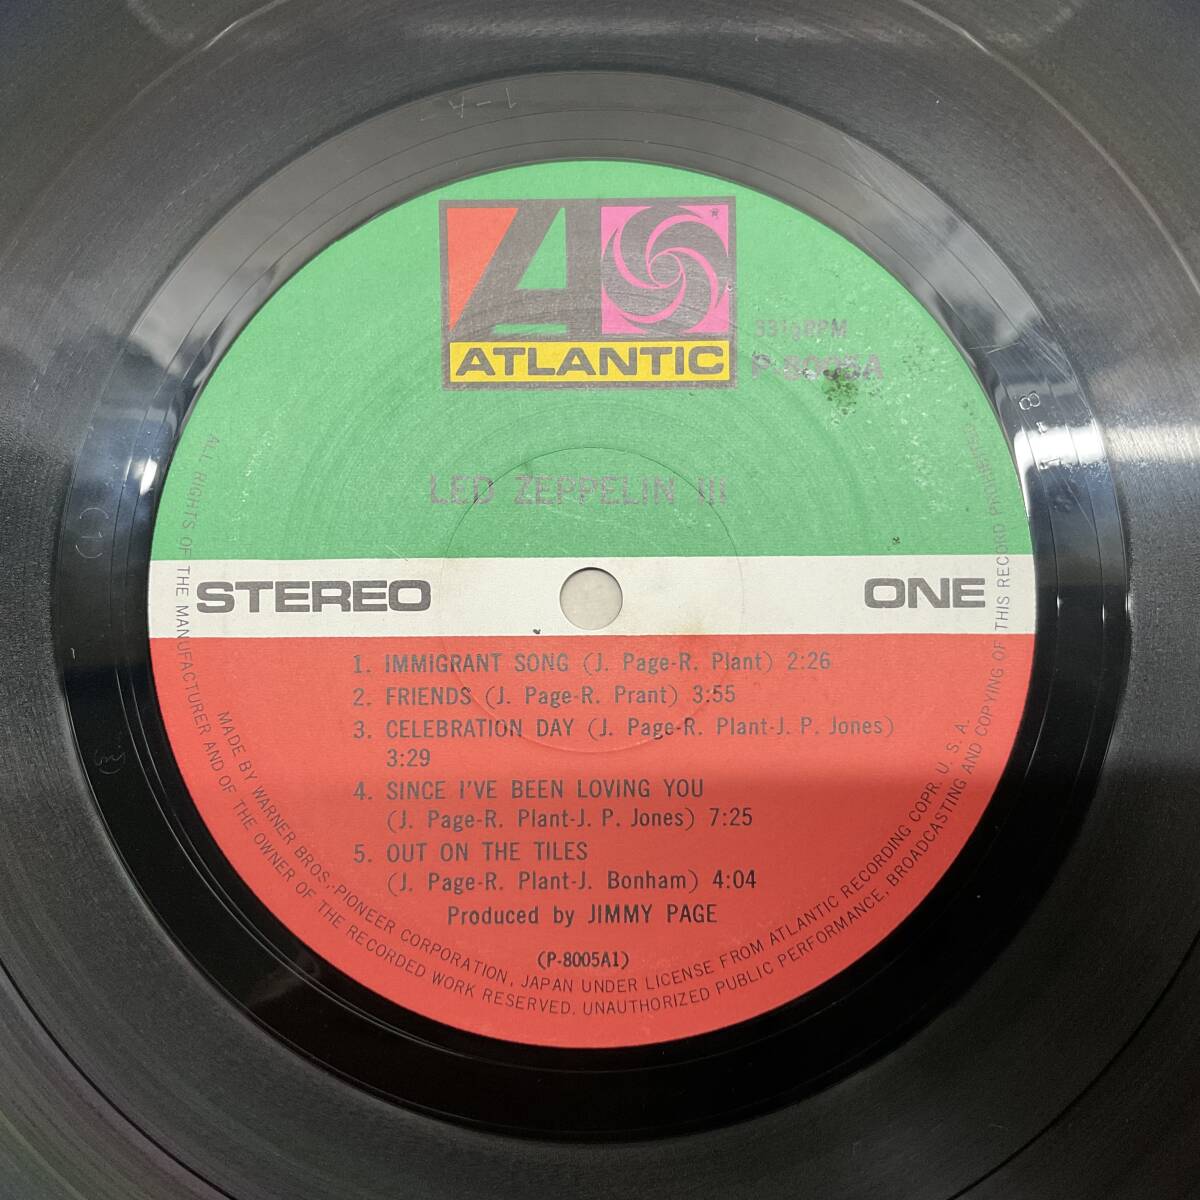 ATLANTIC
33⅓RPM
P-8005A
LED ZEPPELIN III
STEREO
ONE
1. IMMIGRANT SONG (J. Page-R. Plant) 2:26
2. FRIENDS (J. Page-R. Prant) 3:55
3. CELEBRATION DAY (J. Page-R. Plant-J. P. Jones)
3:29
4. SINCE I'VE BEEN LOVING YOU
(J. Page-R. Plant-J. P. Jones) 7:25
5. OUT ON THE TILES
(J. Page-R. Plant-J. Bonham) 4:04
Produced by JIMMY PAGE
(P-8005A1)
MADE BY WARNER BROS.-PIONEER CORPORATION, JAPAN UNDER LICENSE FROM ATLANTIC RECORDING COPR. U. S. A.
ALL RIGHTS OF THE MANUFACTURER AND OF THE OWNER OF THE RECORDED WORK RESERVED. UNAUTHORIZED PUBLIC PERFORMANCE, BROADCASTING AND COPYING OF THIS RECORD PROHIBITED
1-A-